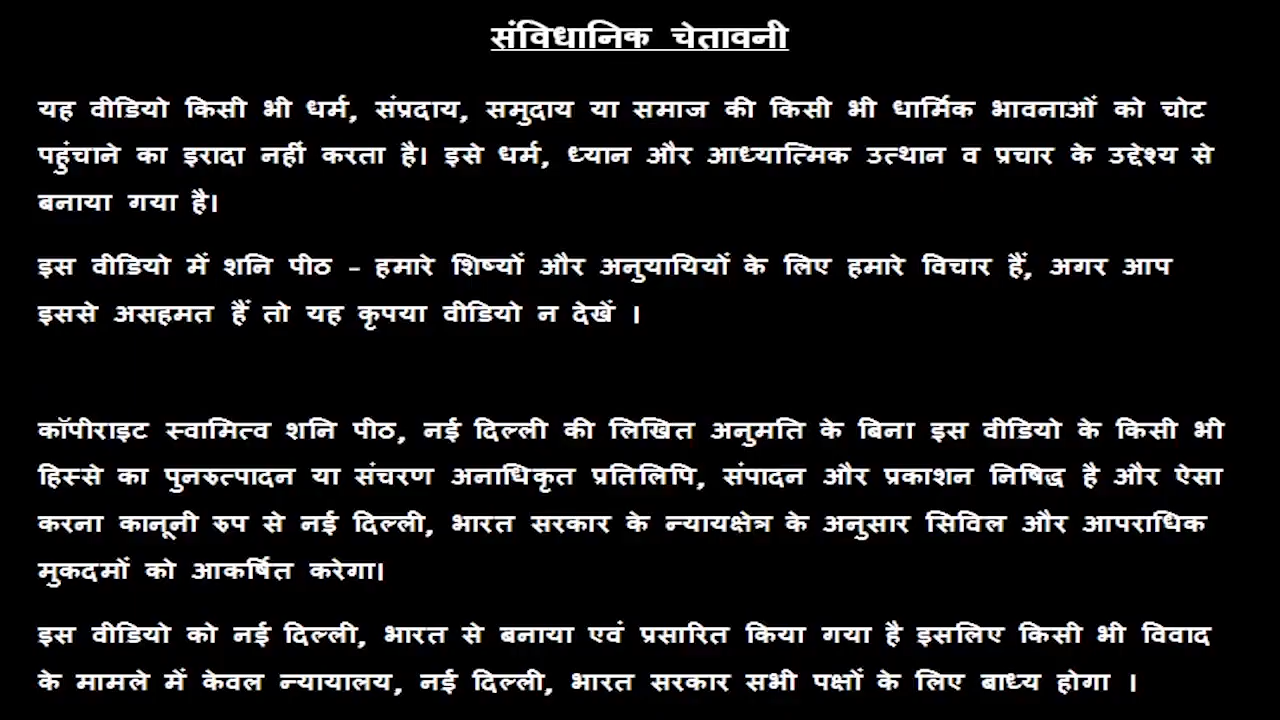 संविधानिक चेतावनी
यह वीडियो किसी भी धर्म, संप्रदाय, समुदाय या समाज की किसी भी धार्मिक भावनाओं को चोट
पहुंचाने का इरादा नहीं करता है। इसे धर्म, ध्यान और आध्यात्मिक उत्थान व प्रचार के उद्देश्य से
बनाया गया है।
इस वीडियो में शनि पीठ – हमारे शिष्यों और अनुयायियों के लिए हमारे विचार हैं, अगर आप
इससे असहमत हैं तो यह कृपया वीडियो न देखें ।
कॉपीराइट स्वामित्व शनि पीठ, नई दिल्ली की लिखित अनुमति के बिना इस वीडियो के किसी भी
हिस्से का पुनरुत्पादन या संचरण अनाधिकृत प्रतिलिपि, संपादन और प्रकाशन निषिद्ध है और ऐसा
करना कानूनी रुप से नई दिल्ली, भारत सरकार के न्यायक्षेत्र के अनुसार सिविल और आपराधिक
मुकदमों को आकर्षित करेगा।
इस वीडियो को नई दिल्ली, भारत से बनाया एवं प्रसारित किया गया है इसलिए किसी भी विवाद
के मामले में केवल न्यायालय, नई दिल्ली, भारत सरकार सभी पक्षों के लिए बाध्य होगा ।